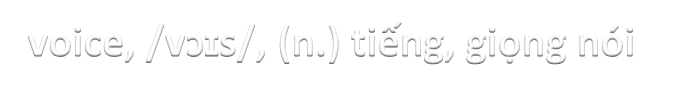 voice, /vɔɪs/, (n.) tiếng, giọng nói